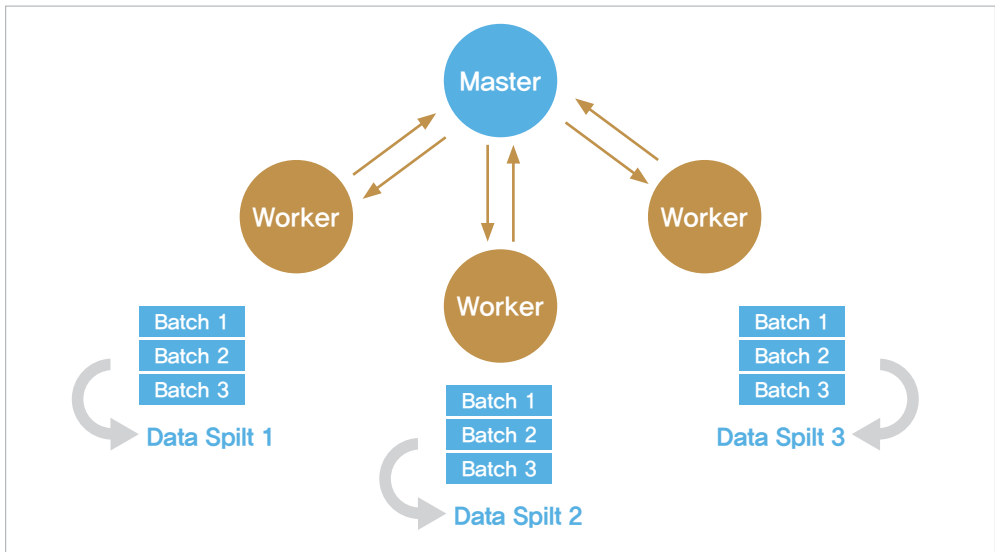 Master
Worker
Worker
Worker
Batch 1
Batch 2
Batch 3
Data Spilt 1
Batch 1
Batch 2
Batch 3
Data Spilt 2
Batch 1
Batch 2
Batch 3
Data Spilt 3